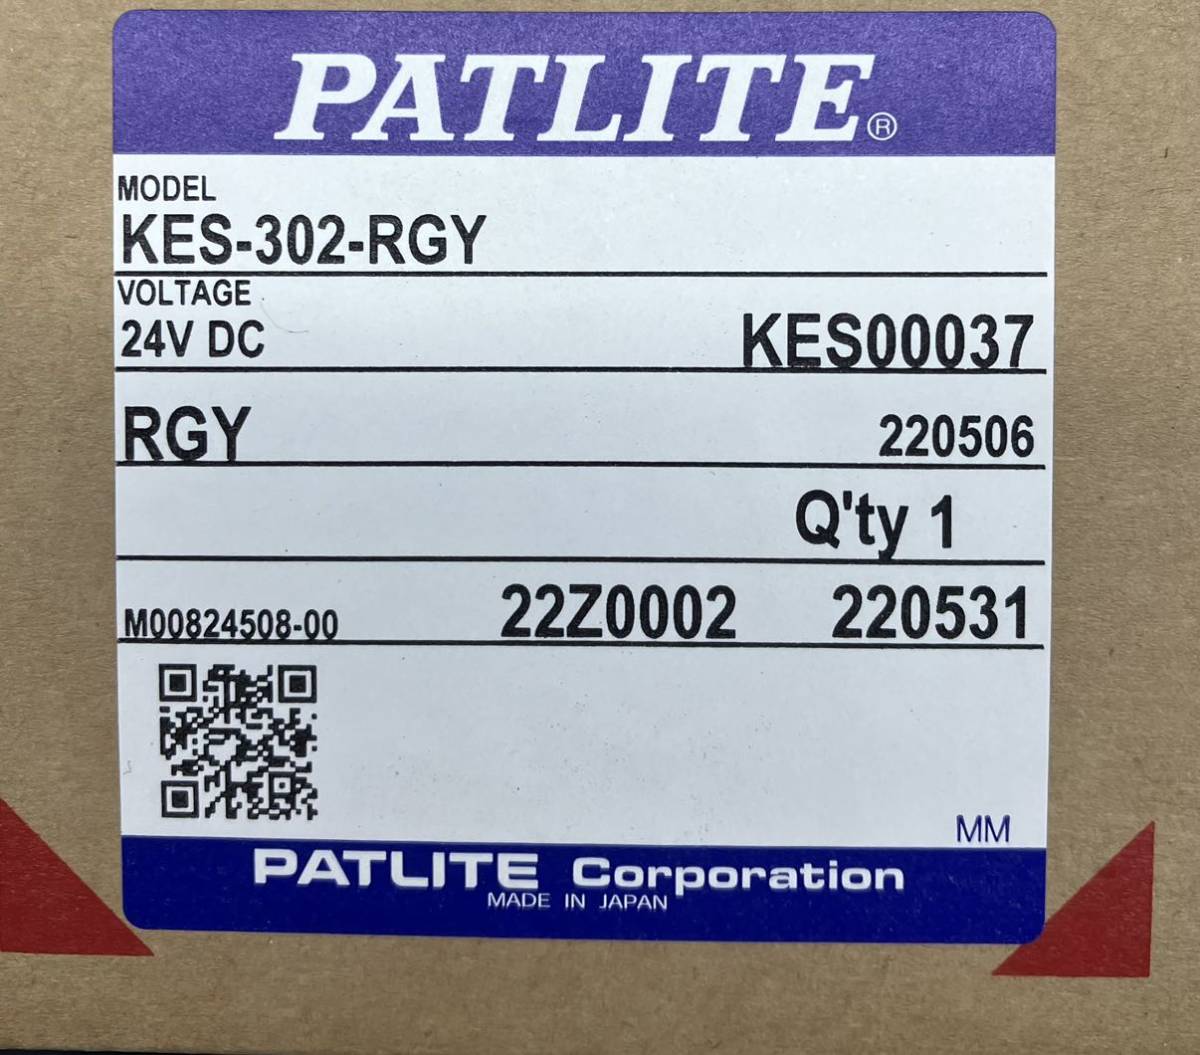 PATLITE®
MODEL
KES-302-RGY
VOLTAGE
24V DC KES00037
RGY 220506
Q'ty 1
M00824508-00 22Z0002 220531
MM
PATLITE Corporation
MADE IN JAPAN